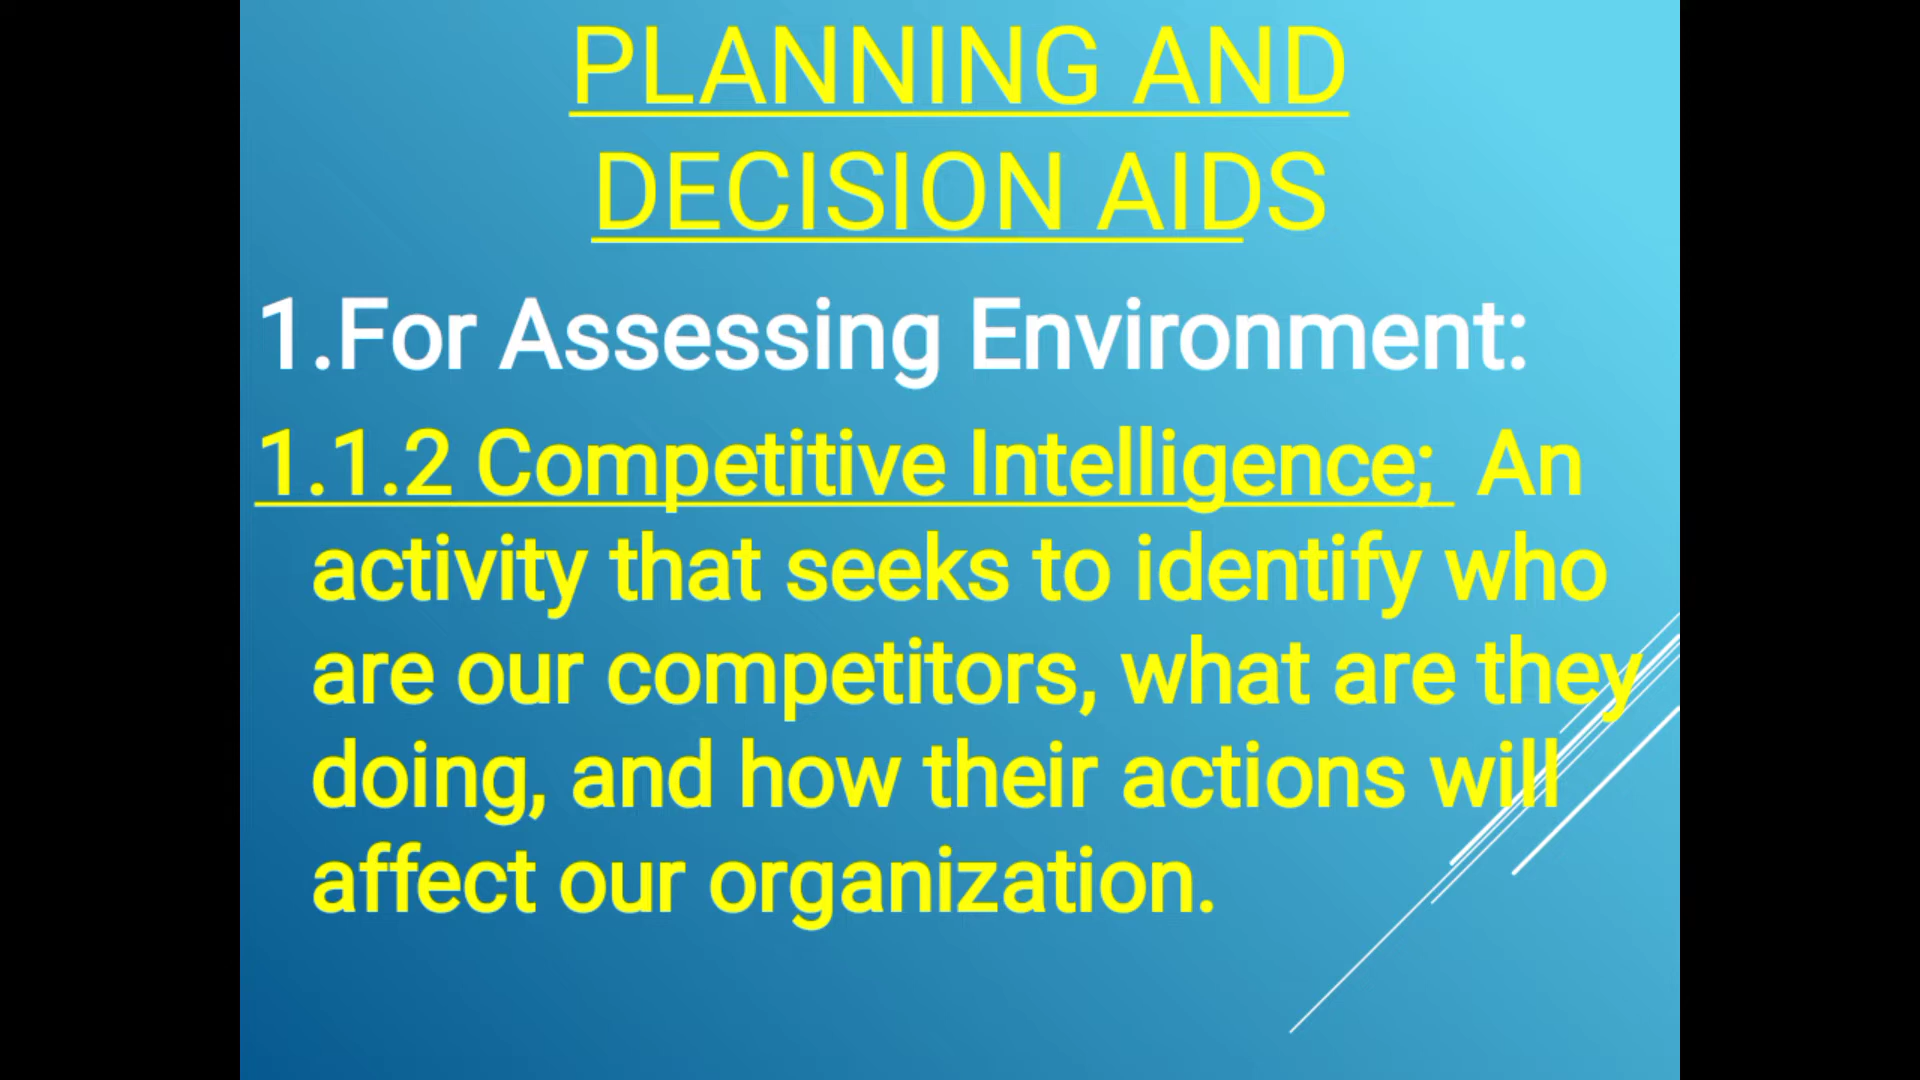 PLANNING AND
DECISION AIDS
1.For Assessing Environment:
1.1.2 Competitive Intelligence; An
activity that seeks to identify who
are our competitors, what are they
doing, and how their actions will
affect our organization.